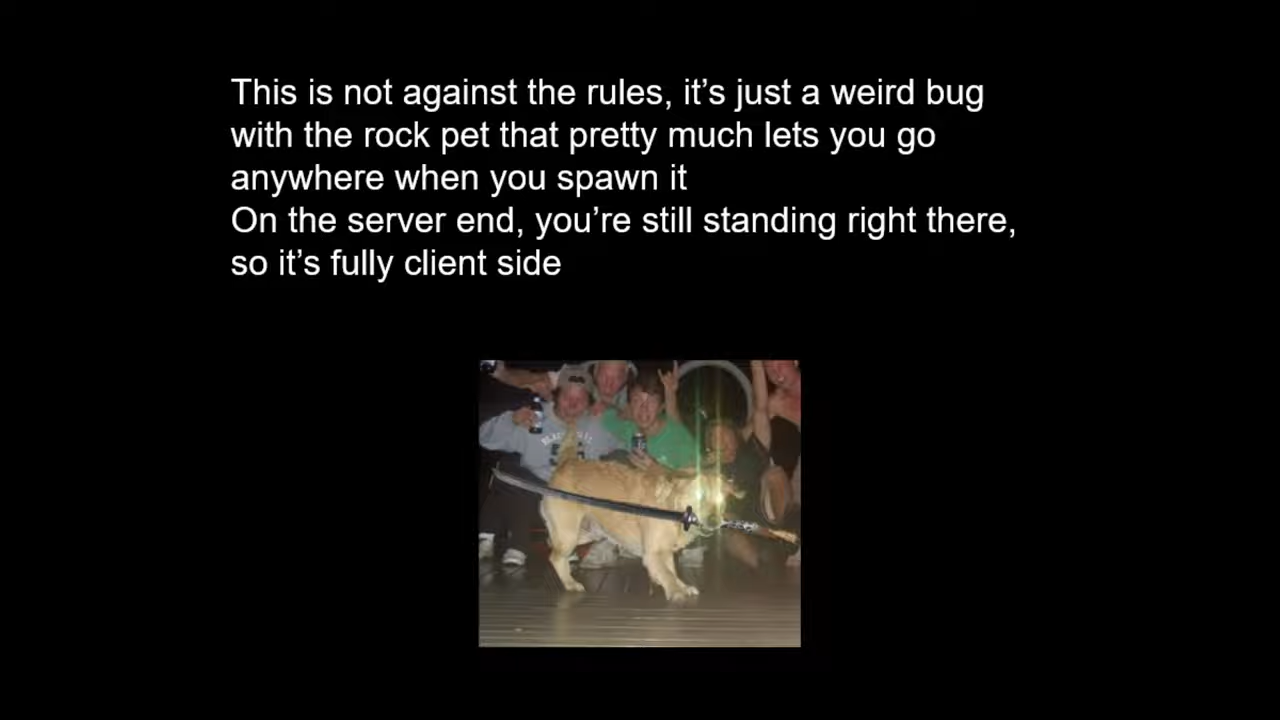 This is not against the rules, it’s just a weird bug
with the rock pet that pretty much lets you go
anywhere when you spawn it
On the server end, you’re still standing right there,
so it’s fully client side